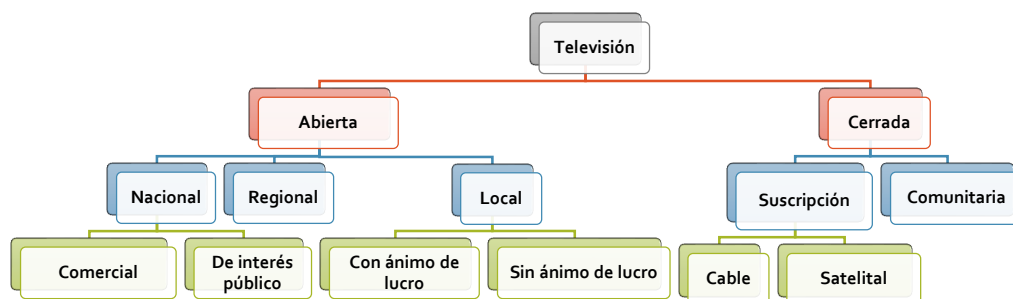 Televisión
Abierta
Cerrada
Nacional
Regional
Local
Suscripción
Comunitaria
Comercial
De interés
público
Con ánimo de
lucro
Sin ánimo de lucro
Cable
Satelital